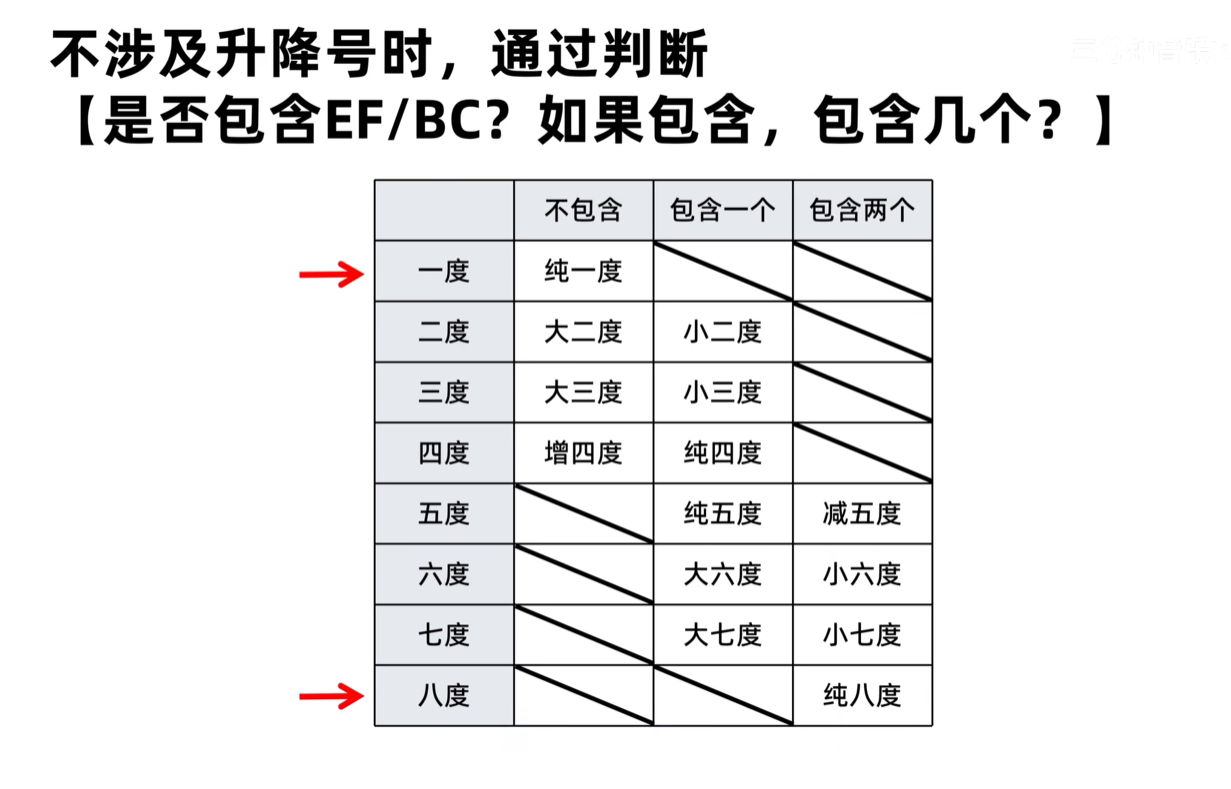 不涉及升降号时，通过判断
【是否包含EF/BC？如果包含，包含几个？】
不包含 包含一个 包含两个
一度 纯一度
二度 大二度 小二度
三度 大三度 小三度
四度 增四度 纯四度
五度 纯五度 减五度
六度 大六度 小六度
七度 大七度 小七度
八度 纯八度